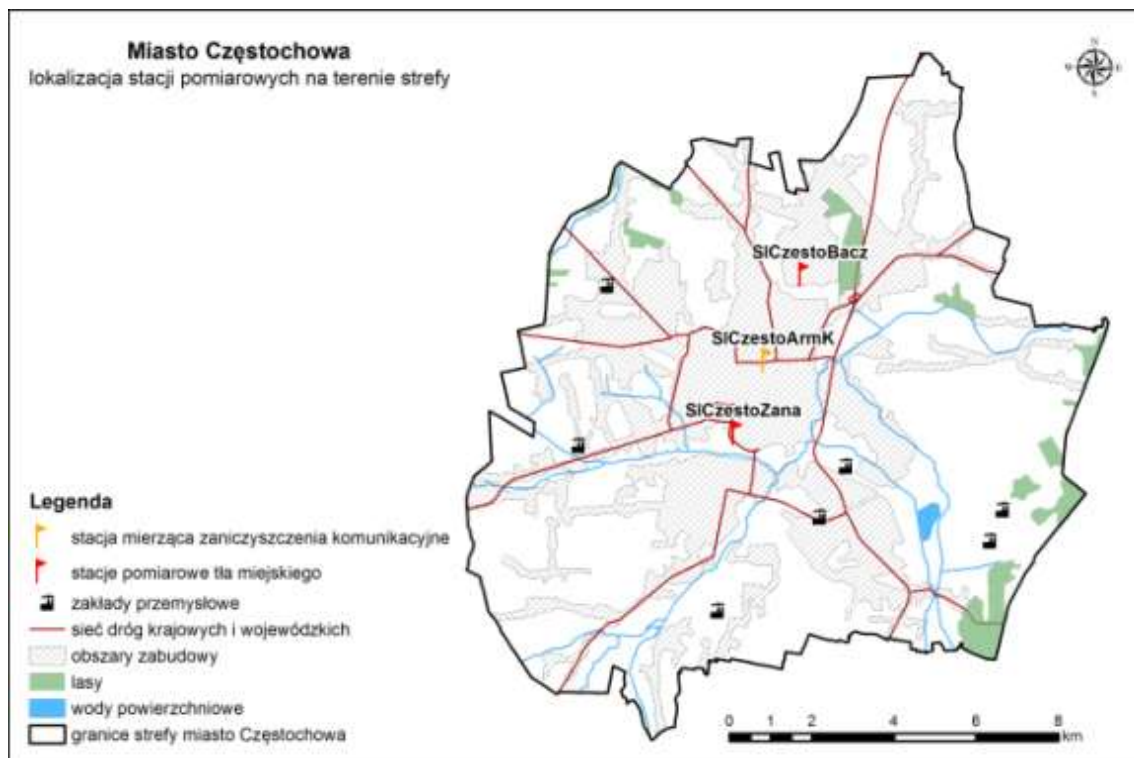 Miasto Częstochowa
lokalizacja stacji pomiarowych na terenie strefy
N
S
SlCzestoBacz
SlCzestoArmK
SlCzestoZana
Legenda
stacja mierząca zaniczyszczenia komunikacyjne
stacje pomiarowe tła miejskiego
zakłady przemysłowe
sieć dróg krajowych i wojewódzkich
obszary zabudowy
lasy
wody powierzchniowe
granice strefy miasto Częstochowa
0 1 2 4 6 8
km